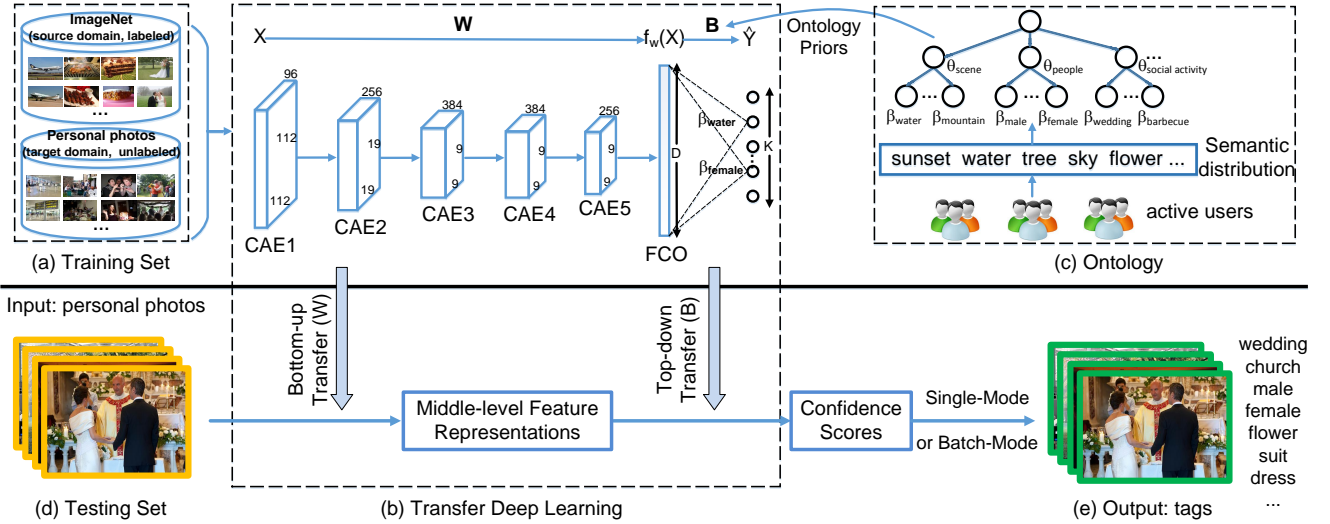 ImageNet
(source domain, labeled)
...
Personal photos
(target domain, unlabeled)
...
(a) Training Set
X
W
f_w(X)
B
Ŷ
96
112
112
CAE1
256
19
19
CAE2
384
9
9
CAE3
384
9
9
CAE4
256
9
9
CAE5
D
FCO
β_water
β_female
K
Ontology
Priors
θ_scene
θ_people
θ_social activity
...
...
...
...
β_water
β_mountain
β_male
β_female
β_wedding
β_barbecue
sunset water tree sky flower ...
Semantic
distribution
active users
(c) Ontology
Input: personal photos
(d) Testing Set
Bottom-up
Transfer (W)
Middle-level Feature
Representations
Top-down
Transfer (B)
(b) Transfer Deep Learning
Confidence
Scores
Single-Mode
or Batch-Mode
wedding
church
male
female
flower
suit
dress
...
(e) Output: tags